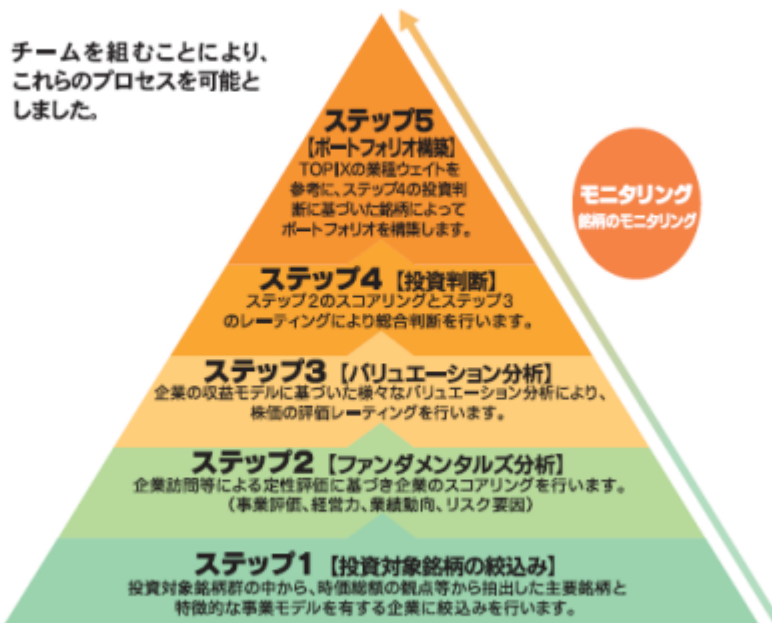 チームを組むことにより、
これらのプロセスを可能と
しました。
ステップ5
【ポートフォリオ構築】
TOPIXの業種ウェイトを
参考に、ステップ4の投資判
断に基づいた銘柄によって
ポートフォリオを構築します。
モニタリング
銘柄のモニタリング
ステップ4【投資判断】
ステップ2のスコアリングとステップ3
のレーティングにより総合判断を行います。
ステップ3【バリュエーション分析】
企業の収益モデルに基づいた様々なバリュエーション分析により、
株価の評価レーティングを行います。
ステップ2【ファンダメンタルズ分析】
企業訪問等による定性評価に基づき企業のスコアリングを行います。
（事業評価、経営力、業績動向、リスク要因）
ステップ1【投資対象銘柄の絞込み】
投資対象銘柄群の中から、時価総額の観点等から抽出した主要銘柄と
特徴的な事業モデルを有する企業に絞込みを行います。